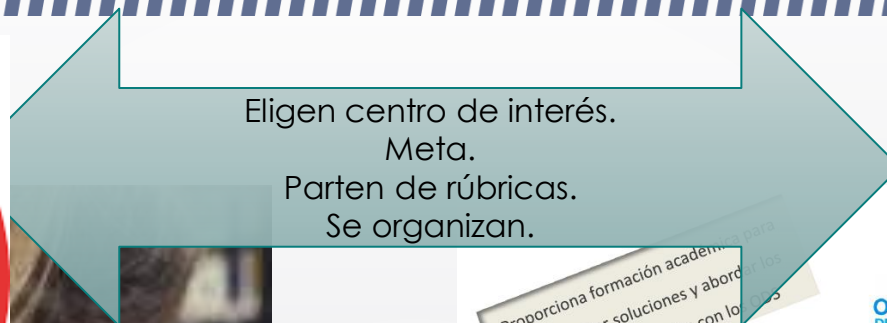 Eligen centro de interés.
Meta.
Parten de rúbricas.
Se organizan.
Proporciona formación académica para
soluciones y abordar los
con los ODS